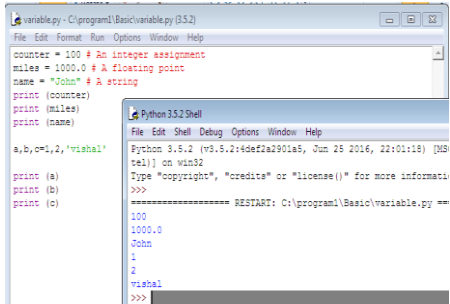 variable.py - C:\program1\Basic\variable.py (3.5.2)
File Edit Format Run Options Window Help
counter = 100 # An integer assignment
miles = 1000.0 # A floating point
name = "John" # A string
print (counter)
print (miles)
print (name)
a,b,c=1,2,'vishal'
print (a)
print (b)
print (c)
Python 3.5.2 Shell
File Edit Shell Debug Options Window Help
Python 3.5.2 (v3.5.2:4def2a2901a5, Jun 25 2016, 22:01:18) [MS
tel)] on win32
Type "copyright", "credits" or "license()" for more informati
>>>
=================== RESTART: C:\program1\Basic\variable.py ==
100
1000.0
John
1
2
vishal
>>>